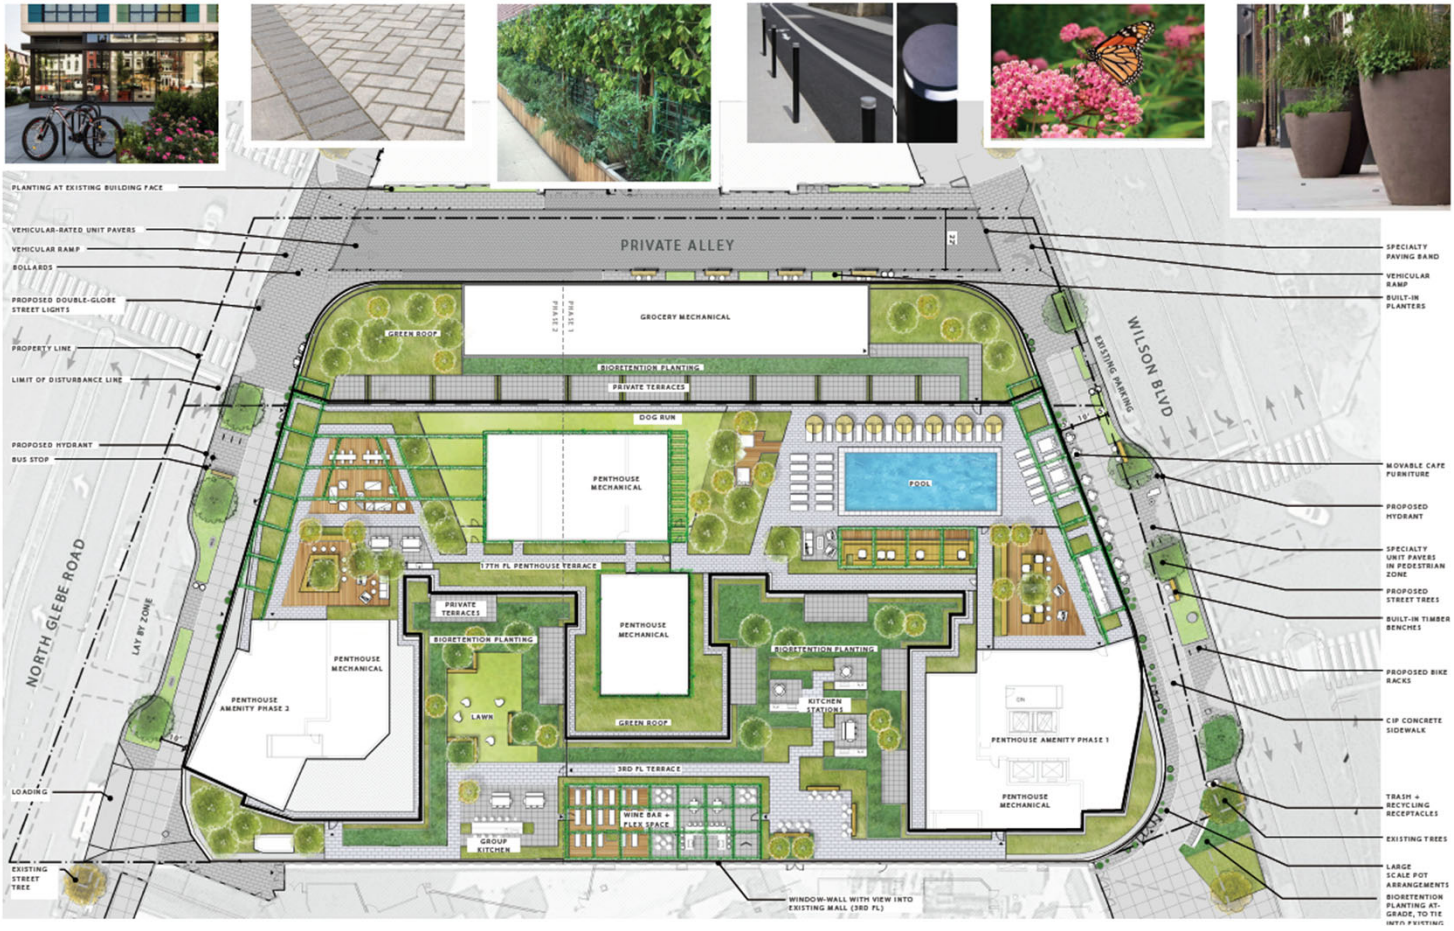 PLANTING AT EXISTING BUILDING FACE
VEHICULAR-RATED UNIT PAVERS
VEHICULAR RAMP
BOLLARDS
PROPOSED DOUBLE-GLOBE
STREET LIGHTS
PROPERTY LINE
LIMIT OF DISTURBANCE LINE
PROPOSED HYDRANT
BUS STOP
NORTH GLEBE ROAD
LAY BY ZONE
10'
LOADING
EXISTING
STREET
TREE
PRIVATE ALLEY
22'
PHASE 2
PHASE 1
GROCERY MECHANICAL
GREEN ROOF
BIORETENTION PLANTING
PRIVATE TERRACES
DOG RUN
PENTHOUSE
MECHANICAL
POOL
17TH FL PENTHOUSE TERRACE
PRIVATE
TERRACES
BIORETENTION PLANTING
PENTHOUSE
MECHANICAL
BIORETENTION PLANTING
PENTHOUSE
MECHANICAL
PENTHOUSE
AMENITY PHASE 2
LAWN
GREEN ROOF
KITCHEN
STATIONS
PENTHOUSE AMENITY PHASE 1
PENTHOUSE
MECHANICAL
3RD FL TERRACE
WINE BAR +
FLEX SPACE
GROUP
KITCHEN
WINDOW-WALL WITH VIEW INTO
EXISTING MALL (3RD FL)
WILSON BLVD
EXISTING PARKING
10'
SPECIALTY
PAVING BAND
VEHICULAR
RAMP
BUILT-IN
PLANTERS
MOVABLE CAFE
FURNITURE
PROPOSED
HYDRANT
SPECIALTY
UNIT PAVERS
IN PEDESTRIAN
ZONE
PROPOSED
STREET TREES
BUILT-IN TIMBER
BENCHES
PROPOSED BIKE
RACKS
CIP CONCRETE
SIDEWALK
TRASH +
RECYCLING
RECEPTACLES
EXISTING TREES
LARGE
SCALE POT
ARRANGEMENTS
BIORETENTION
PLANTING AT-
GRADE, TO TIE
INTO EXISTING